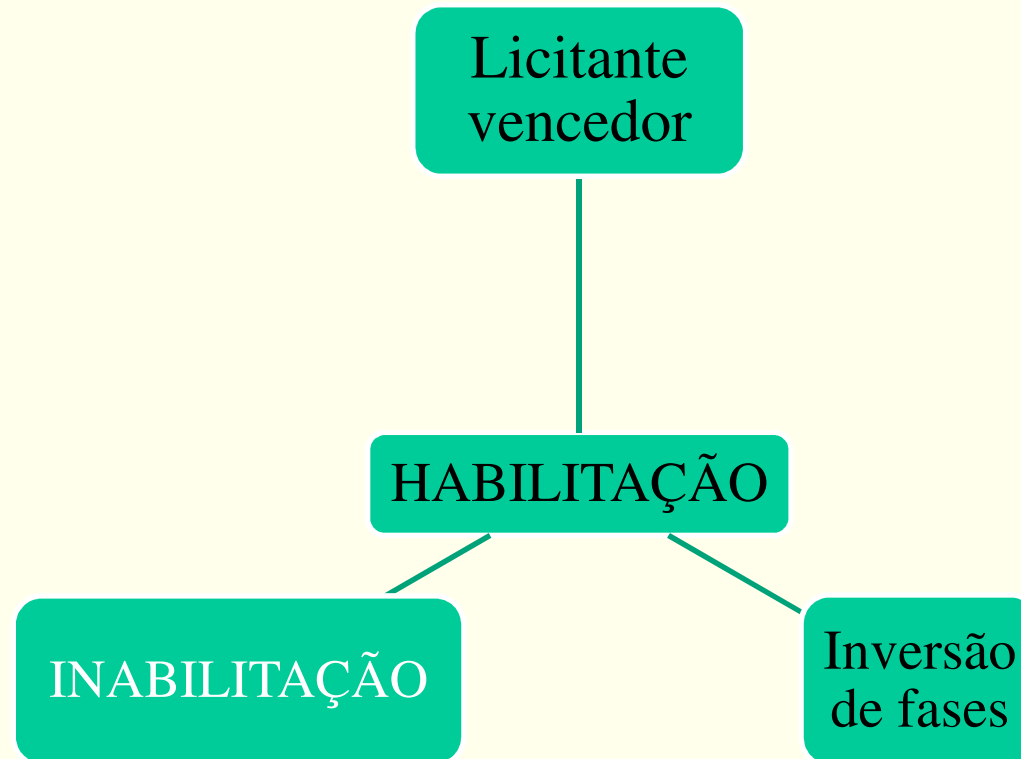 Licitante
vencedor
HABILITAÇÃO
INABILITAÇÃO
Inversão
de fases